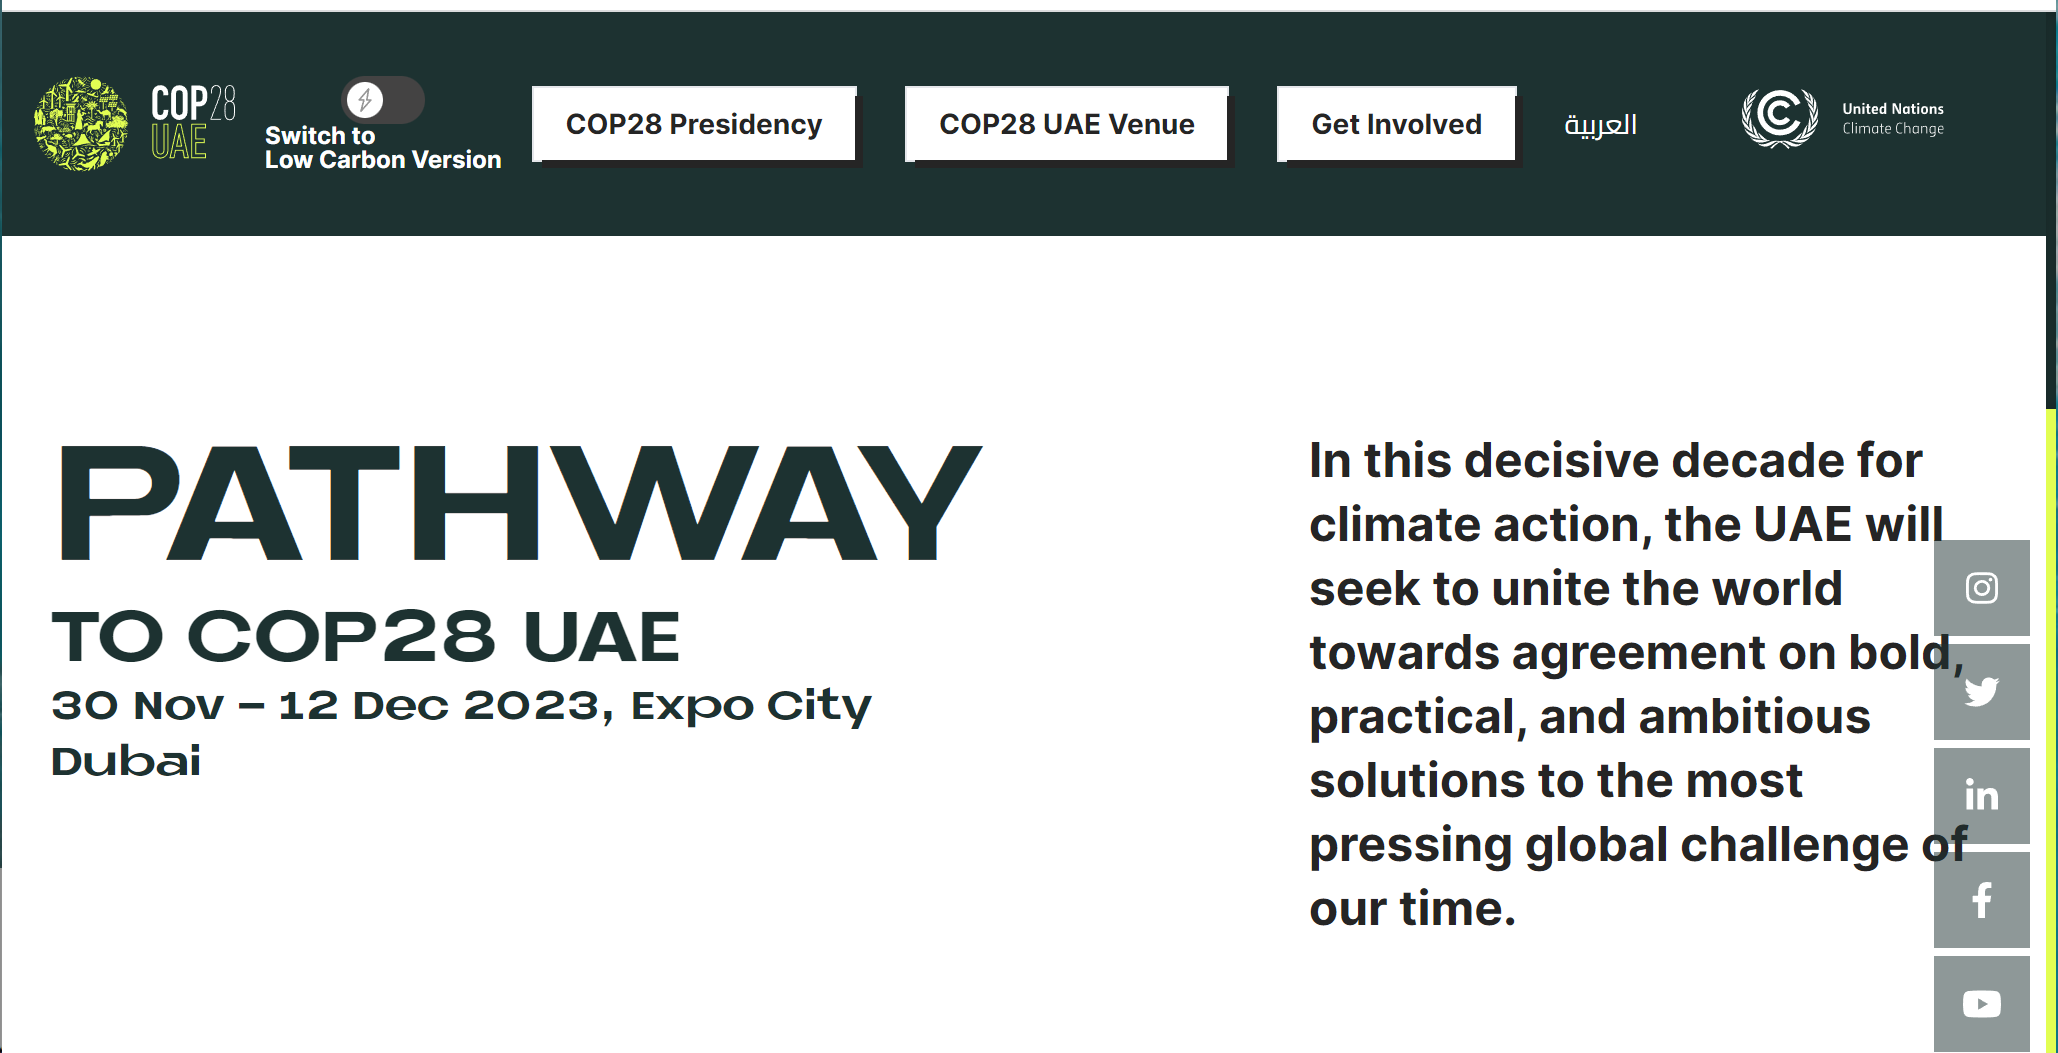 COP28
UAE
Switch to
Low Carbon Version
COP28 Presidency
COP28 UAE Venue
Get Involved
العربية
United Nations
Climate Change
PATHWAY
TO COP28 UAE
30 Nov – 12 Dec 2023, Expo City
Dubai
In this decisive decade for
climate action, the UAE will
seek to unite the world
towards agreement on bold,
practical, and ambitious
solutions to the most
pressing global challenge of
our time.